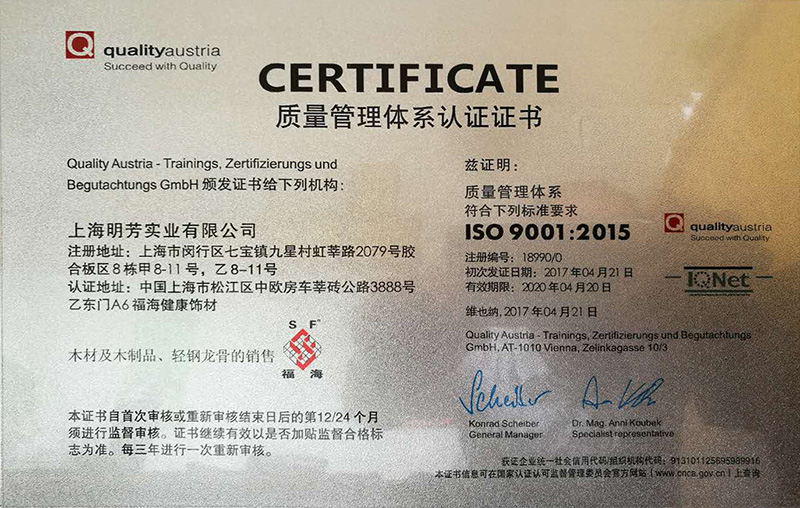 qualityaustria
Succeed with Quality
CERTIFICATE
质量管理体系认证证书
Quality Austria - Trainings, Zertifizierungs und
Begutachtungs GmbH 颁发证书给下列机构：
上海明芳实业有限公司
注册地址：上海市闵行区七宝镇九星村虹莘路2079号胶
合板区8栋甲8-11号，乙8-11号
认证地址：中国上海市松江区中欧房车莘砖公路3888号
乙东门A6福海健康饰材
木材及木制品、轻钢龙骨的销售
S F
福 海
本证书自首次审核或重新审核结束日后的第12/24个月
须进行监督审核。证书继续有效以是否加贴监督合格标
志为准。每三年进行一次重新审核。
兹证明：
质量管理体系
符合下列标准要求
ISO 9001:2015
注册编号：18990/0
初次发证日期：2017年04月21日
有效期限：2020年04月20日
维也纳, 2017年04月21日
qualityaustria
Succeed with Quality
IQNet
Quality Austria - Trainings, Zertifizierungs und Begutachtungs
GmbH, AT-1010 Vienna, Zelinkagasse 10/3
Konrad Scheiber
General Manager
Dr. Mag. Anni Koubek
Specialist representative
获证企业统一社会信用代码/组织机构代码：913101125695989916
本证书信息可在国家认证认可监督管理委员会官方网站（www.cnca.gov.cn）上查询